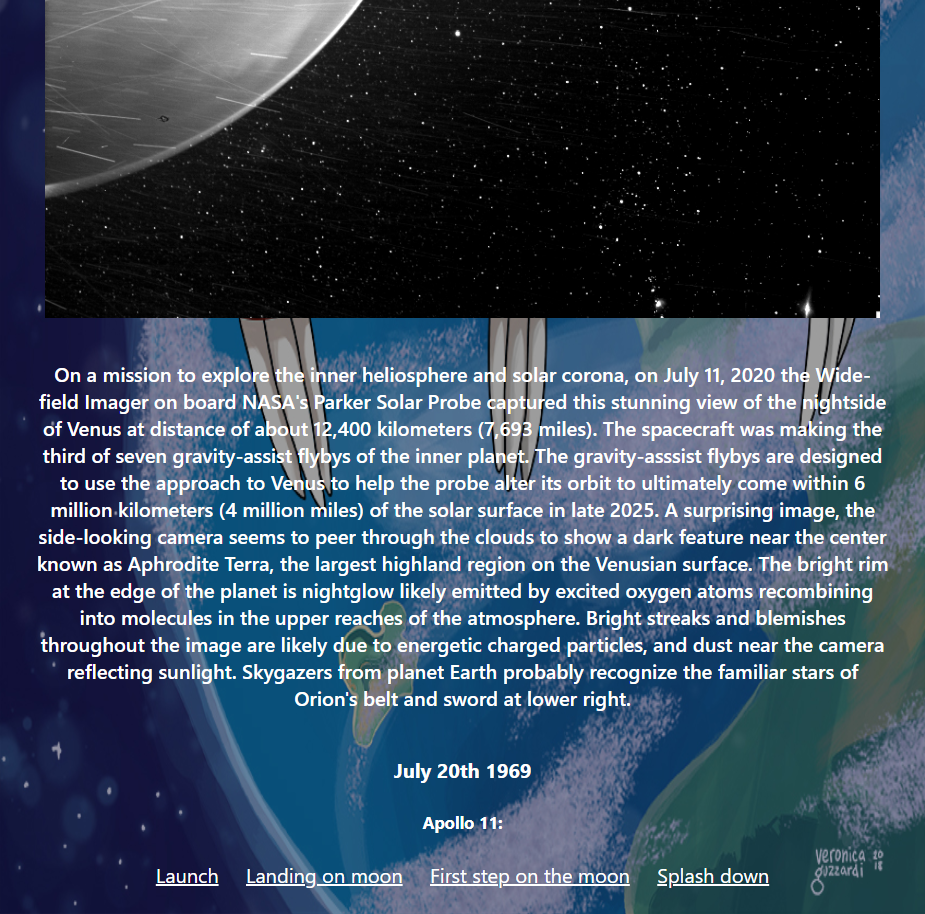 On a mission to explore the inner heliosphere and solar corona, on July 11, 2020 the Wide-
field Imager on board NASA's Parker Solar Probe captured this stunning view of the nightside
of Venus at distance of about 12,400 kilometers (7,693 miles). The spacecraft was making the
third of seven gravity-assist flybys of the inner planet. The gravity-asssist flybys are designed
to use the approach to Venus to help the probe alter its orbit to ultimately come within 6
million kilometers (4 million miles) of the solar surface in late 2025. A surprising image, the
side-looking camera seems to peer through the clouds to show a dark feature near the center
known as Aphrodite Terra, the largest highland region on the Venusian surface. The bright rim
at the edge of the planet is nightglow likely emitted by excited oxygen atoms recombining
into molecules in the upper reaches of the atmosphere. Bright streaks and blemishes
throughout the image are likely due to energetic charged particles, and dust near the camera
reflecting sunlight. Skygazers from planet Earth probably recognize the familiar stars of
Orion's belt and sword at lower right.
July 20th 1969
Apollo 11:
Launch Landing on moon First step on the moon Splash down
veronica 20
guzzardi 18